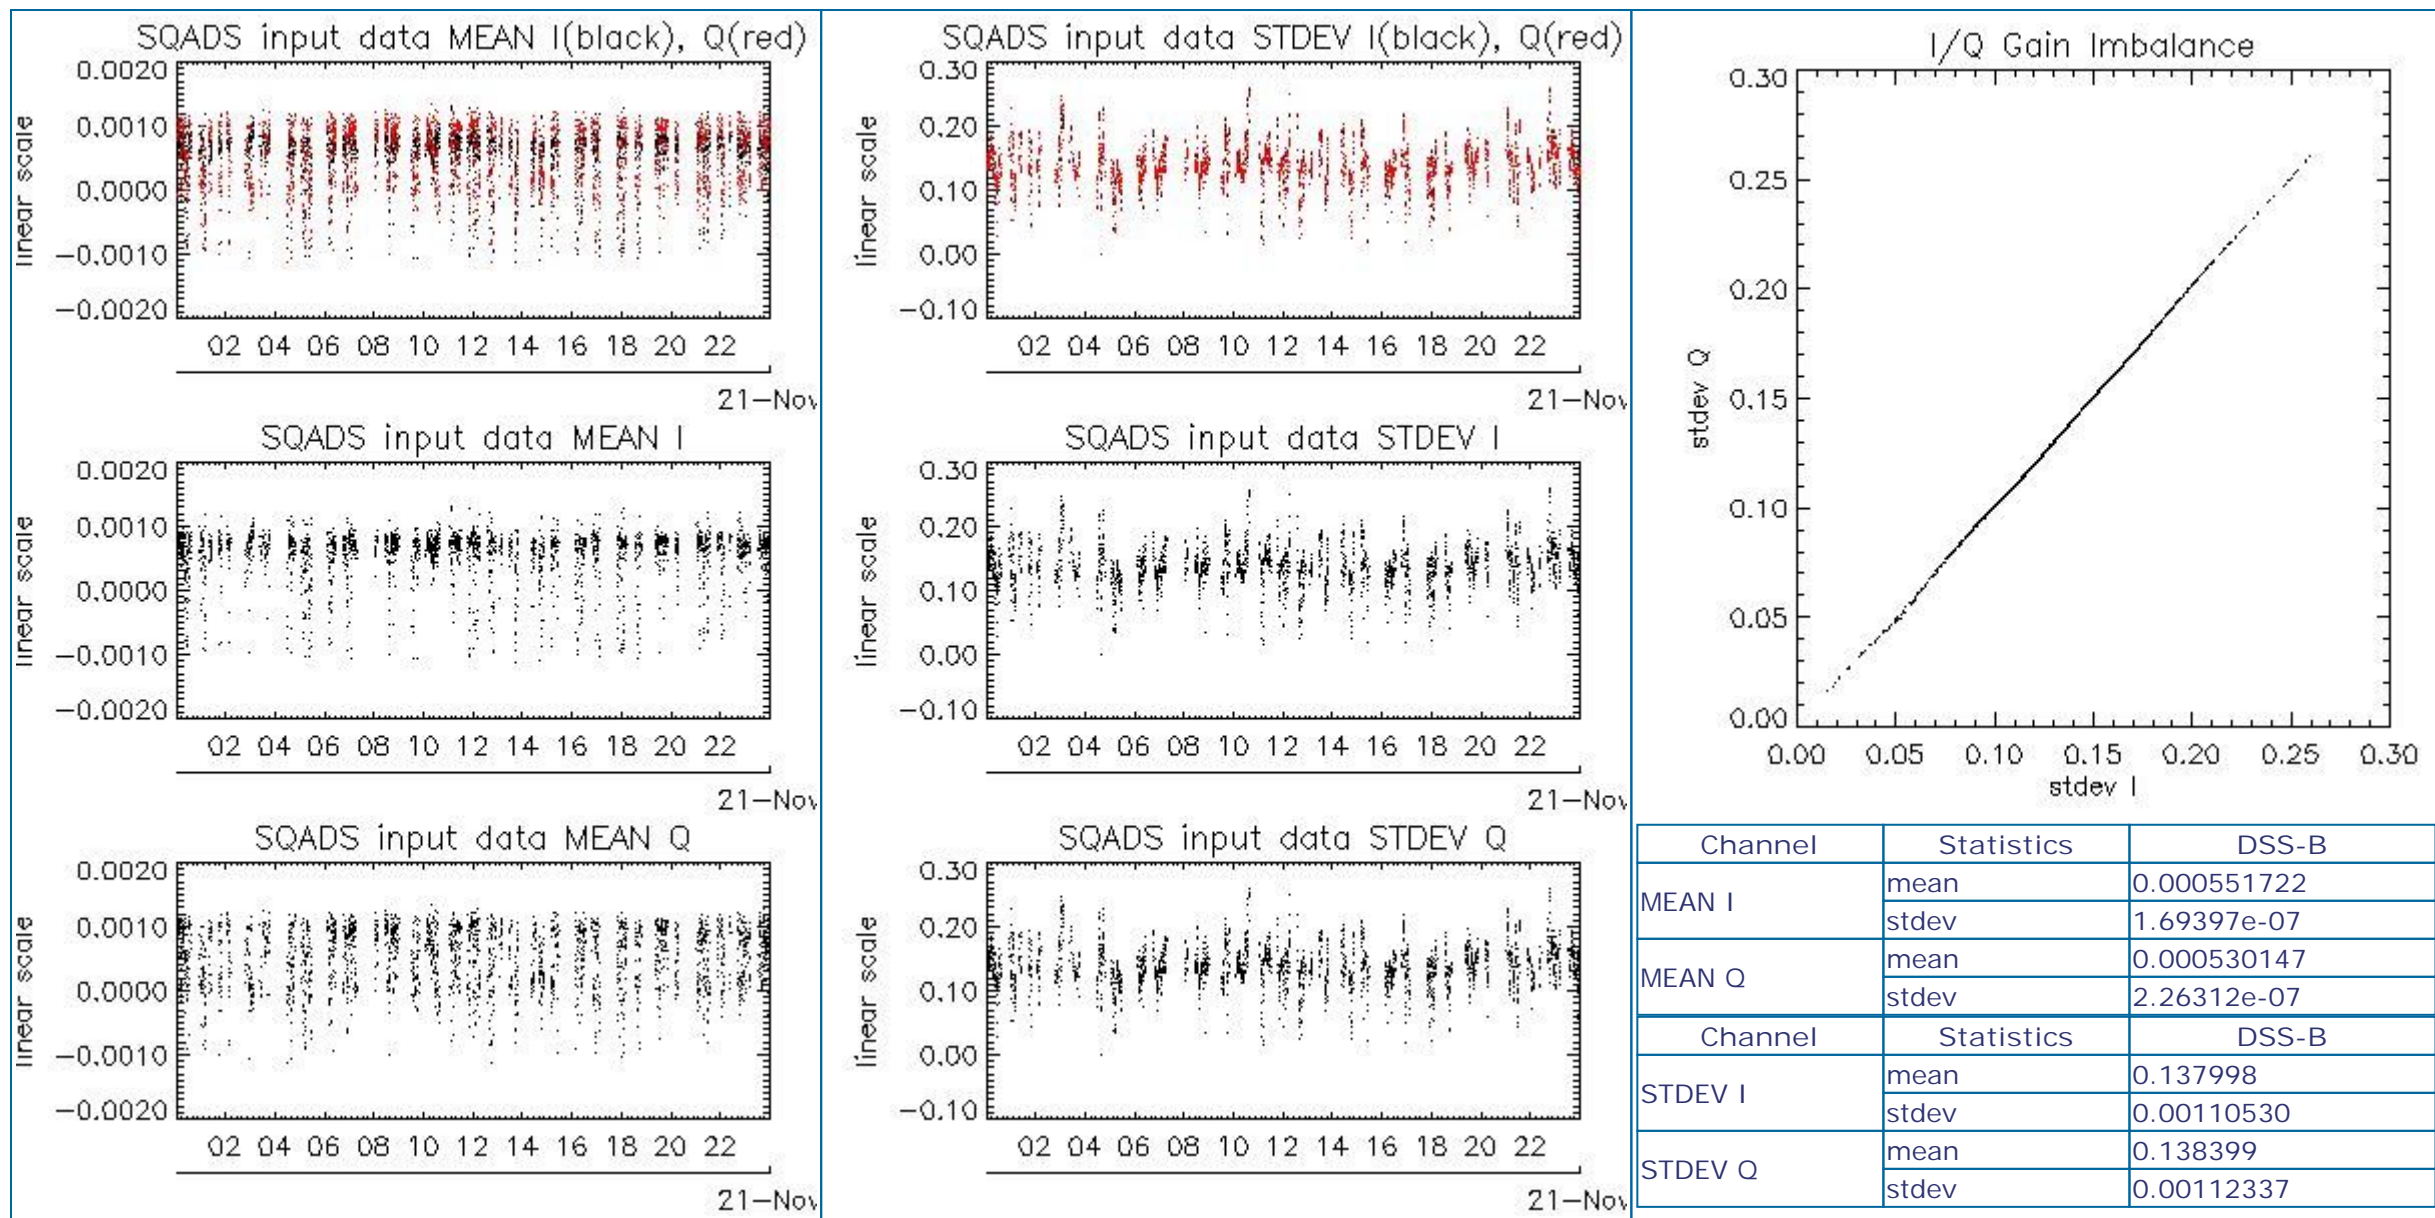 SQADS input data MEAN I(black), Q(red)
0.0020
0.0010
0.0000
-0.0010
-0.0020
linear scale
02 04 06 08 10 12 14 16 18 20 22
21-Nov
SQADS input data MEAN I
0.0020
0.0010
0.0000
-0.0010
-0.0020
linear scale
02 04 06 08 10 12 14 16 18 20 22
21-Nov
SQADS input data MEAN Q
0.0020
0.0010
0.0000
-0.0010
-0.0020
linear scale
02 04 06 08 10 12 14 16 18 20 22
21-Nov
SQADS input data STDEV I(black), Q(red)
0.30
0.20
0.10
0.00
-0.10
linear scale
02 04 06 08 10 12 14 16 18 20 22
21-Nov
SQADS input data STDEV I
0.30
0.20
0.10
0.00
-0.10
linear scale
02 04 06 08 10 12 14 16 18 20 22
21-Nov
SQADS input data STDEV Q
0.30
0.20
0.10
0.00
-0.10
linear scale
02 04 06 08 10 12 14 16 18 20 22
21-Nov
I/Q Gain Imbalance
0.30
0.25
0.20
0.15
0.10
0.05
0.00
stdev Q
0.00 0.05 0.10 0.15 0.20 0.25 0.30
stdev I
Channel Statistics DSS-B
MEAN I mean 0.000551722
stdev 1.69397e-07
MEAN Q mean 0.000530147
stdev 2.26312e-07
Channel Statistics DSS-B
STDEV I mean 0.137998
stdev 0.00110530
STDEV Q mean 0.138399
stdev 0.00112337